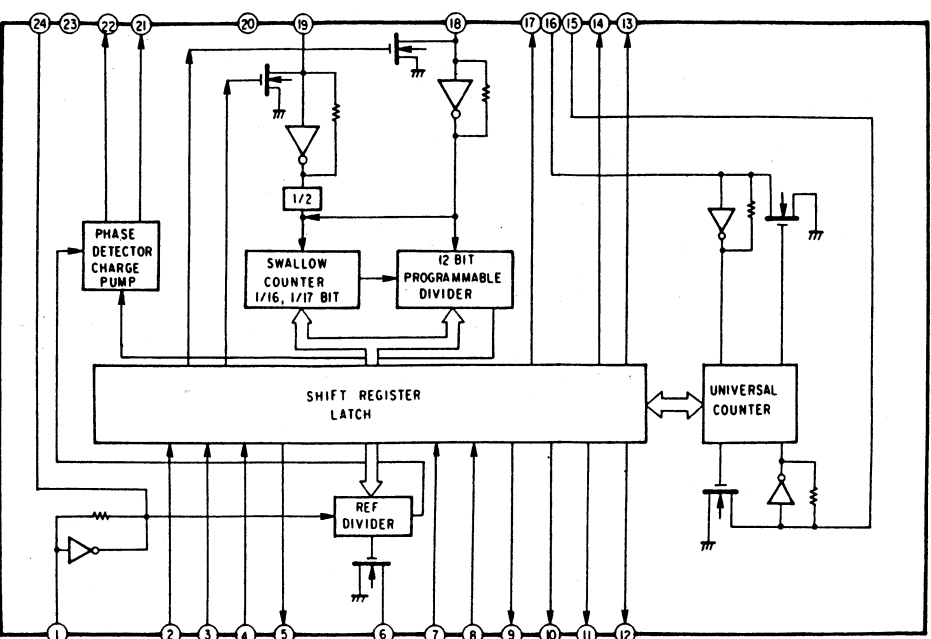 24 23 22 21 20 19 18 17 16 15 14 13
1/2
PHASE
DETECTOR
CHARGE
PUMP
SWALLOW
COUNTER
1/16, 1/17 BIT
12 BIT
PROGRAMMABLE
DIVIDER
SHIFT REGISTER
LATCH
UNIVERSAL
COUNTER
REF
DIVIDER
1 2 3 4 5 6 7 8 9 10 11 12